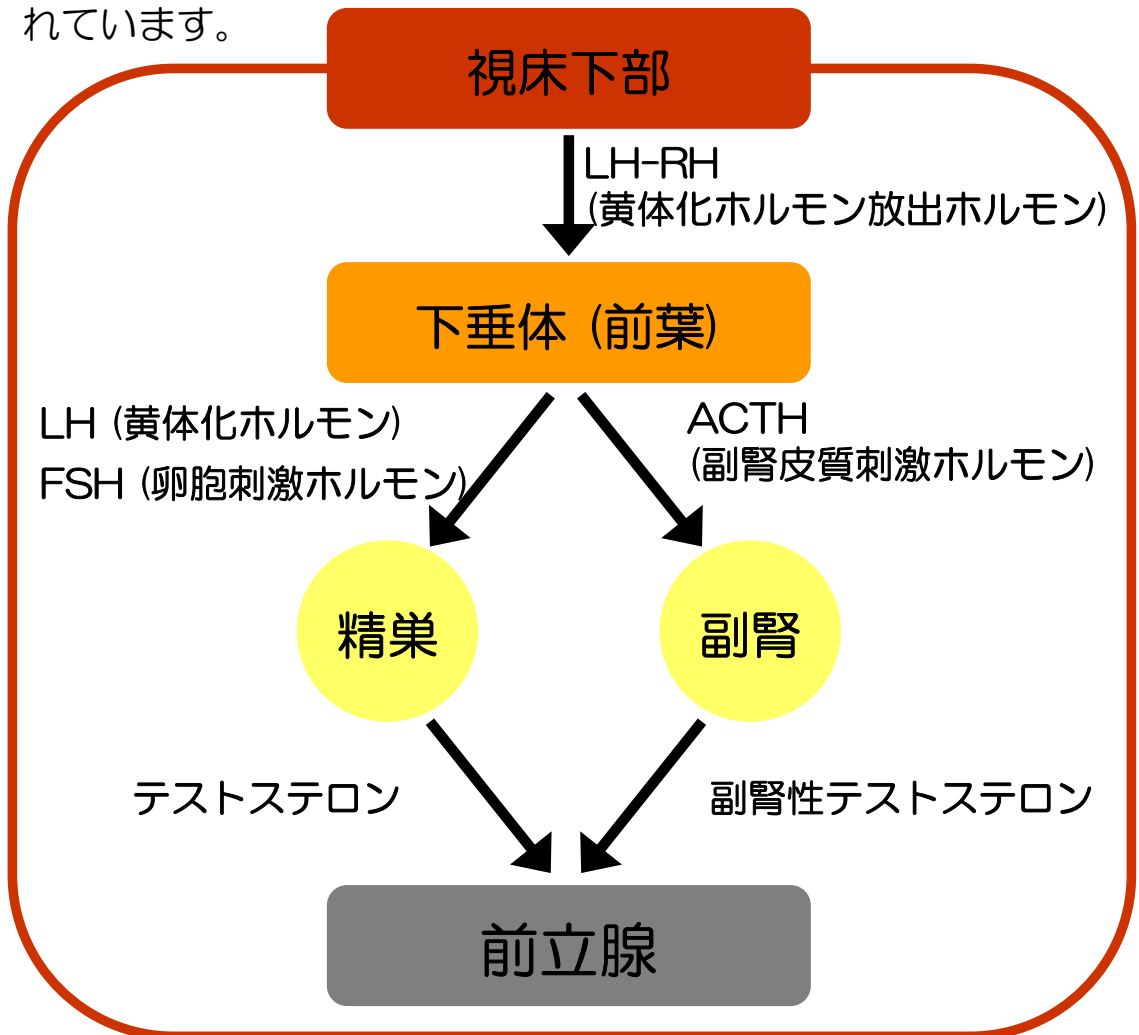 れています。
視床下部
LH-RH
(黄体化ホルモン放出ホルモン)
下垂体 (前葉)
LH (黄体化ホルモン)
FSH (卵胞刺激ホルモン)
ACTH
(副腎皮質刺激ホルモン)
精巣
副腎
テストステロン
副腎性テストステロン
前立腺